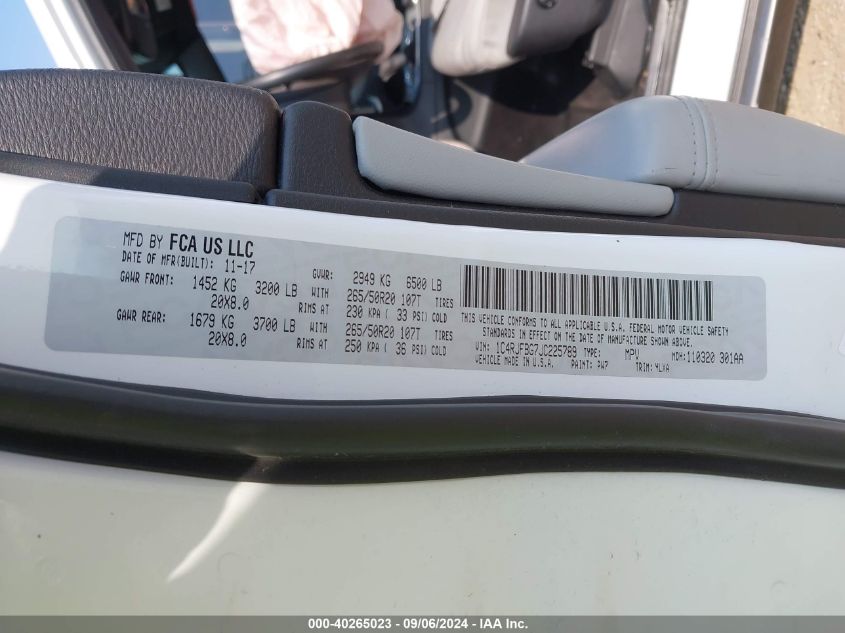 MFD BY FCA US LLC
DATE OF MFR(BUILT): 11-17 GVWR: 2949 KG 6500 LB
GAWR FRONT: 1452 KG 3200 LB WITH 265/50R20 107T TIRES
20X8.0 RIMS AT 230 KPA ( 33 PSI) COLD
GAWR REAR: 1679 KG 3700 LB WITH 265/50R20 107T TIRES
20X8.0 RIMS AT 250 KPA ( 36 PSI) COLD
THIS VEHICLE CONFORMS TO ALL APPLICABLE U.S.A. FEDERAL MOTOR VEHICLE SAFETY
STANDARDS IN EFFECT ON THE DATE OF MANUFACTURE SHOWN ABOVE.
VIN: 1C4RJFBG7JC225789 TYPE: MPV MDH:110320 301AA
VEHICLE MADE IN U.S.A. PAINT: PW7 TRIM: YLXA
000-40265023 - 09/06/2024 - IAA Inc.